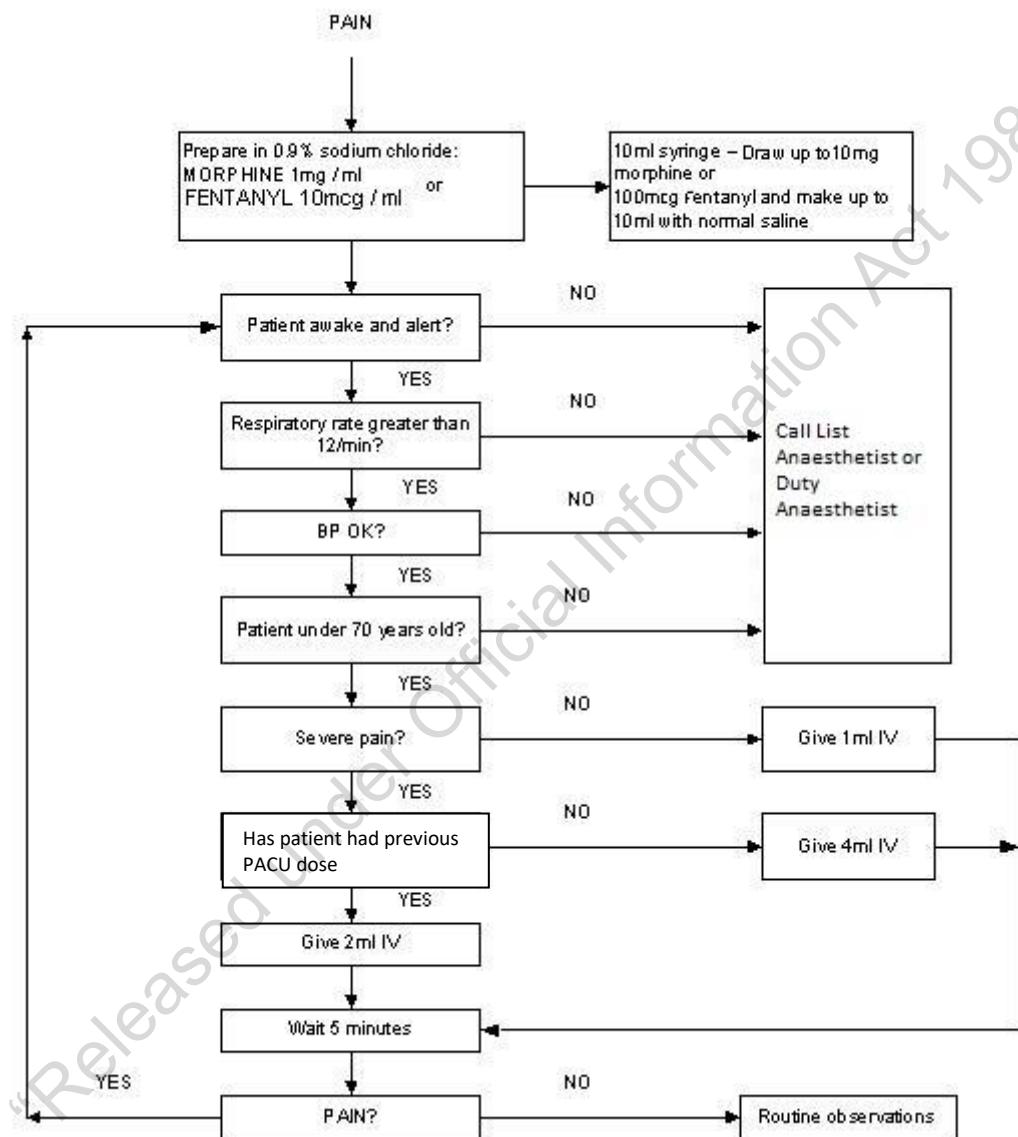 PAIN
Prepare in 0.9% sodium chloride:
MORPHINE 1mg / ml
or
FENTANYL 10mcg / ml
10ml syringe – Draw up to 10mg
morphine or
100mcg Fentanyl and make up to
10ml with normal saline
NO
Patient awake and alert?
YES
NO
Respiratory rate greater than
12/min?
YES
NO
BP OK?
YES
NO
Patient under 70 years old?
Call List
Anaesthetist or
Duty
Anaesthetist
YES
NO
Severe pain?
Give 1ml IV
YES
NO
Has patient had previous
PACU dose
Give 4ml IV
YES
Give 2ml IV
Wait 5 minutes
YES
NO
PAIN?
Routine observations
“Released under Official Information Act 198